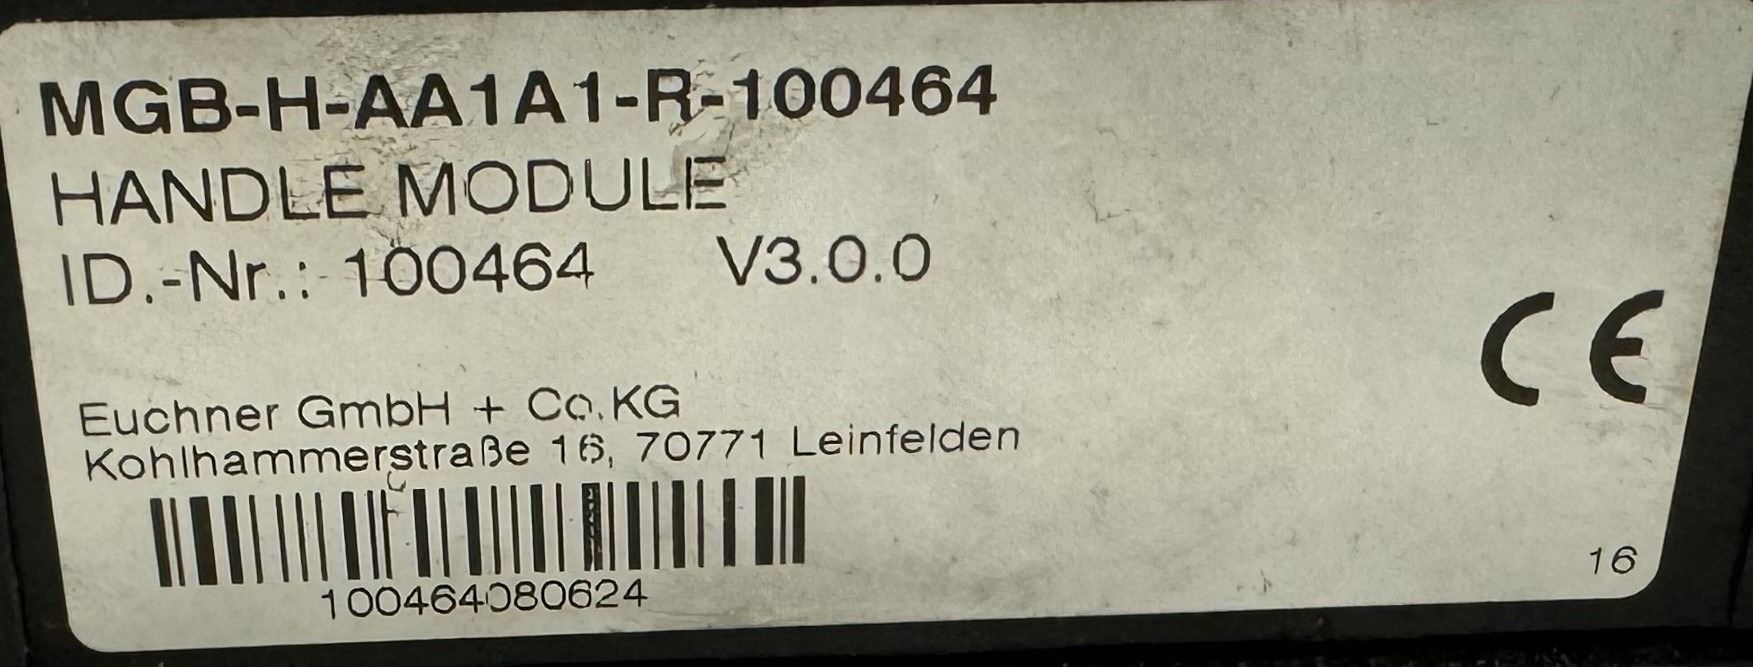 MGB-H-AA1A1-R-100464
HANDLE MODULE
ID.-Nr.: 100464 V3.0.0
CE
Euchner GmbH + Co.KG
Kohlhammerstraße 16, 70771 Leinfelden
100464080624
16